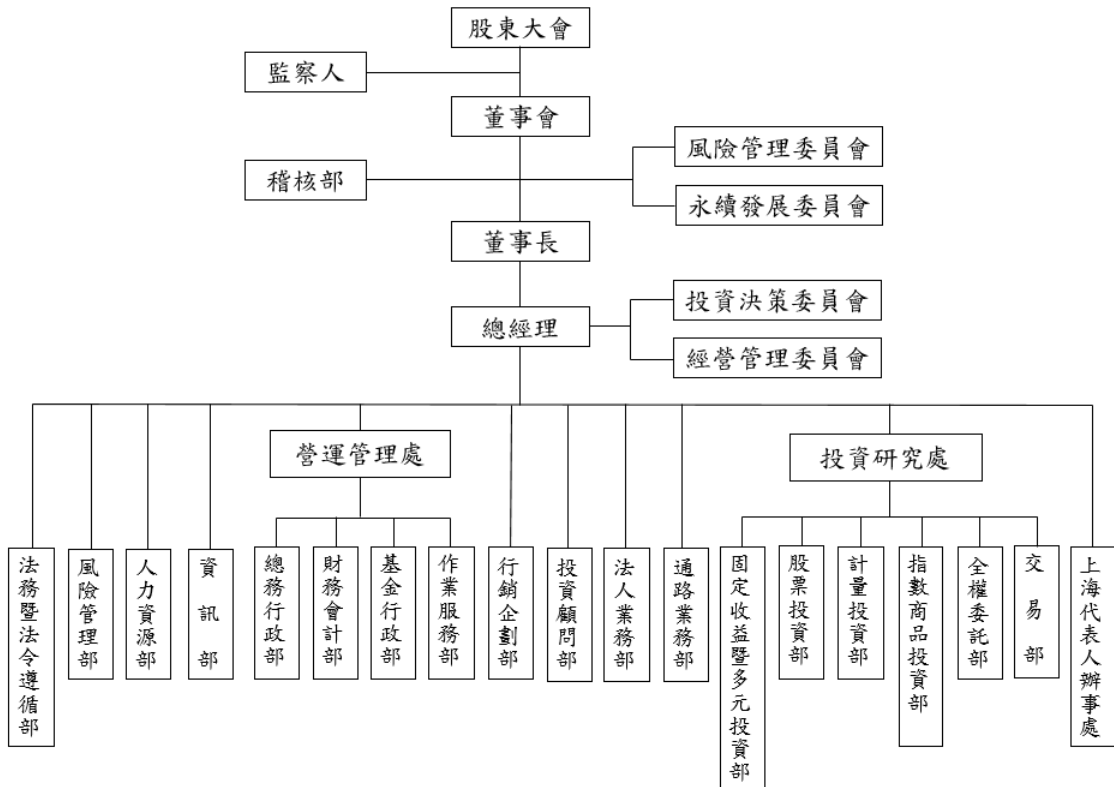 股東大會
監察人
董事會
風險管理委員會
稽核部
永續發展委員會
董事長
投資決策委員會
總經理
經營管理委員會
營運管理處
投資研究處
法務暨法令遵循部
風險管理部
人力資源部
資訊部
總務行政部
財務會計部
基金行政部
作業服務部
行銷企劃部
投資顧問部
法人業務部
通路業務部
固定收益暨多元投資部
股票投資部
計量投資部
指數商品投資部
全權委託部
交易部
上海代表人辦事處